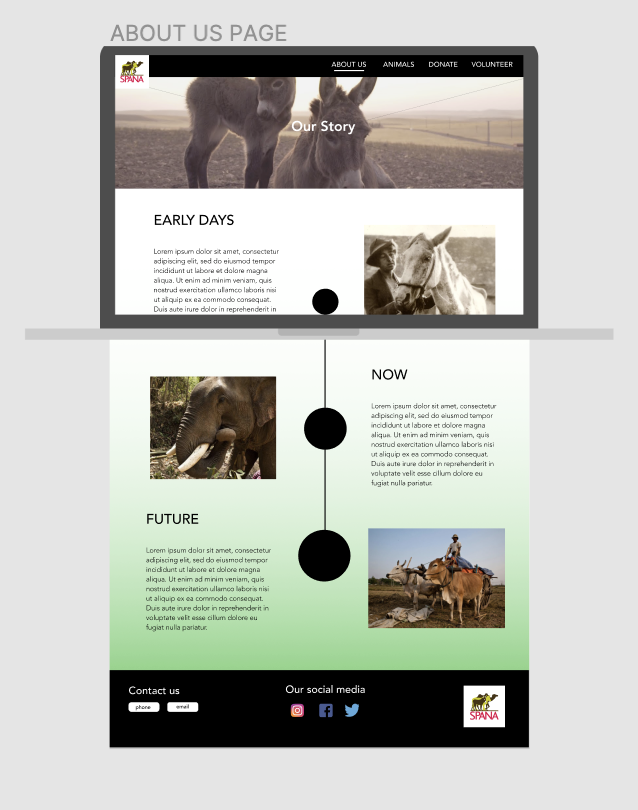 ABOUT US PAGE
SPANA
ABOUT US ANIMALS DONATE VOLUNTEER
Our Story
EARLY DAYS
Lorem ipsum dolor sit amet, consectetur
adipiscing elit, sed do eiusmod tempor
incididunt ut labore et dolore magna
aliqua. Ut enim ad minim veniam, quis
nostrud exercitation ullamco laboris nisi
ut aliquip ex ea commodo consequat.
Duis aute irure dolor in reprehenderit in
NOW
Lorem ipsum dolor sit amet, consectetur
adipiscing elit, sed do eiusmod tempor
incididunt ut labore et dolore magna
aliqua. Ut enim ad minim veniam, quis
nostrud exercitation ullamco laboris nisi
ut aliquip ex ea commodo consequat.
Duis aute irure dolor in reprehenderit in
voluptate velit esse cillum dolore eu
fugiat nulla pariatur.
FUTURE
Lorem ipsum dolor sit amet, consectetur
adipiscing elit, sed do eiusmod tempor
incididunt ut labore et dolore magna
aliqua. Ut enim ad minim veniam, quis
nostrud exercitation ullamco laboris nisi
ut aliquip ex ea commodo consequat.
Duis aute irure dolor in reprehenderit in
voluptate velit esse cillum dolore eu
fugiat nulla pariatur.
Contact us
phone email
Our social media
SPANA